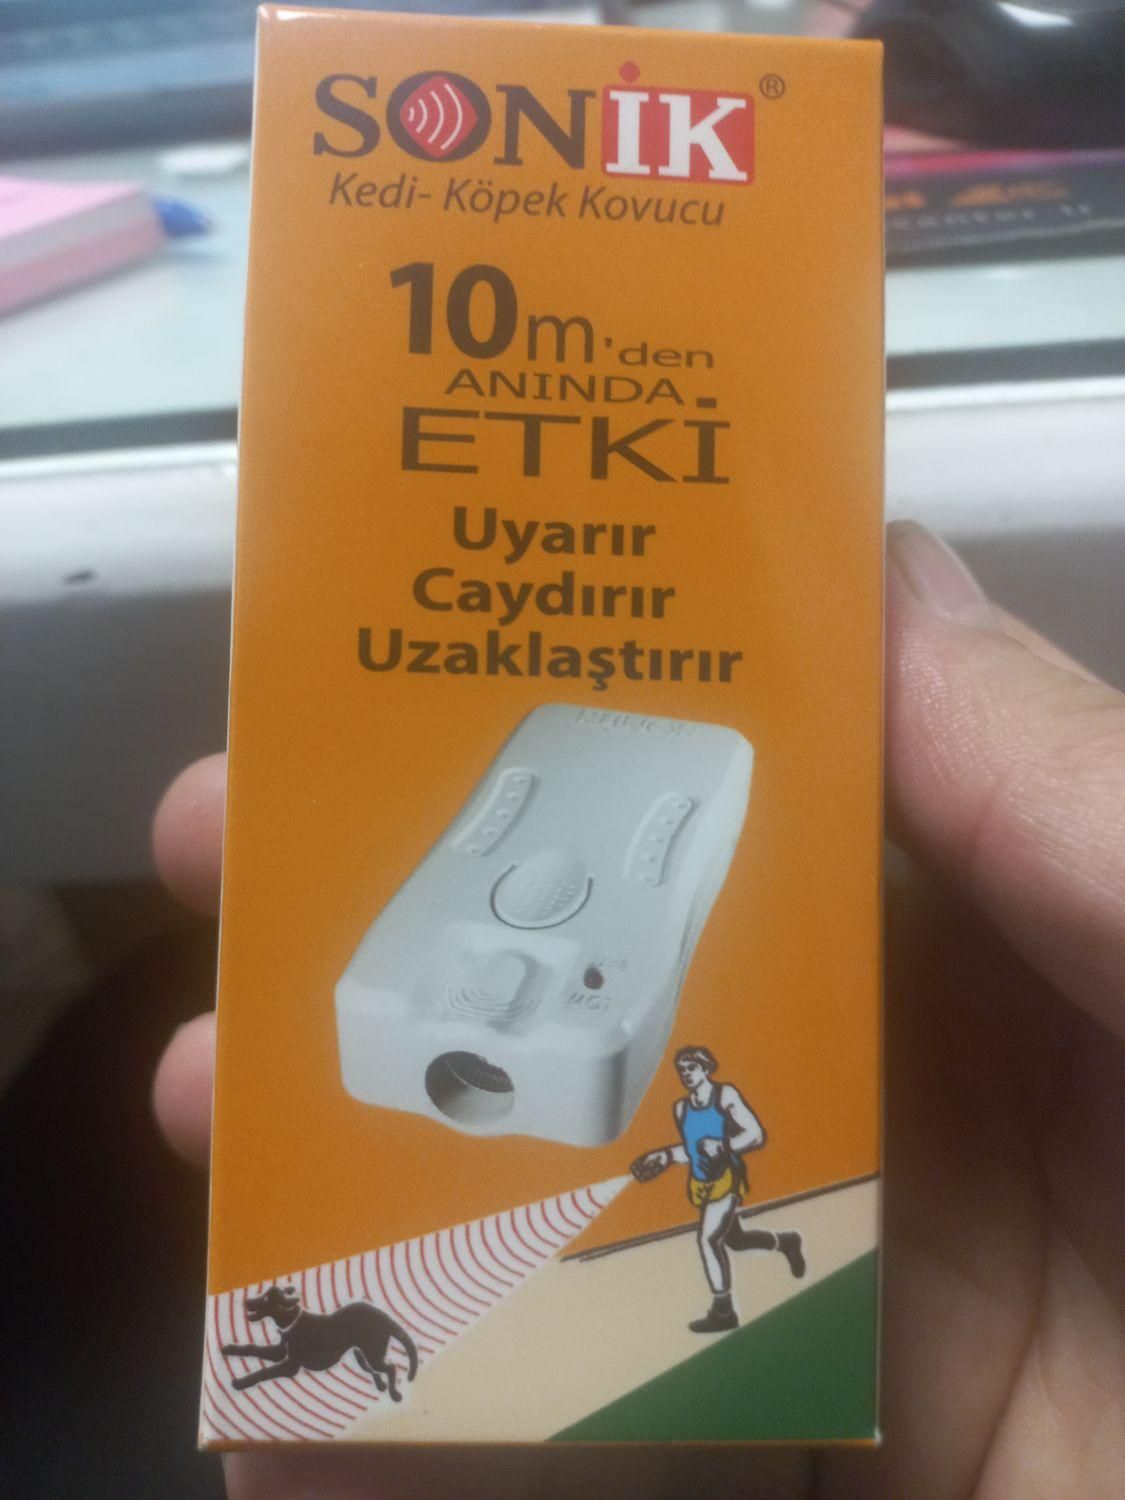 SONİK®
Kedi- Köpek Kovucu
10m'den
ANINDA
ETKİ
Uyarır
Caydırır
Uzaklaştırır